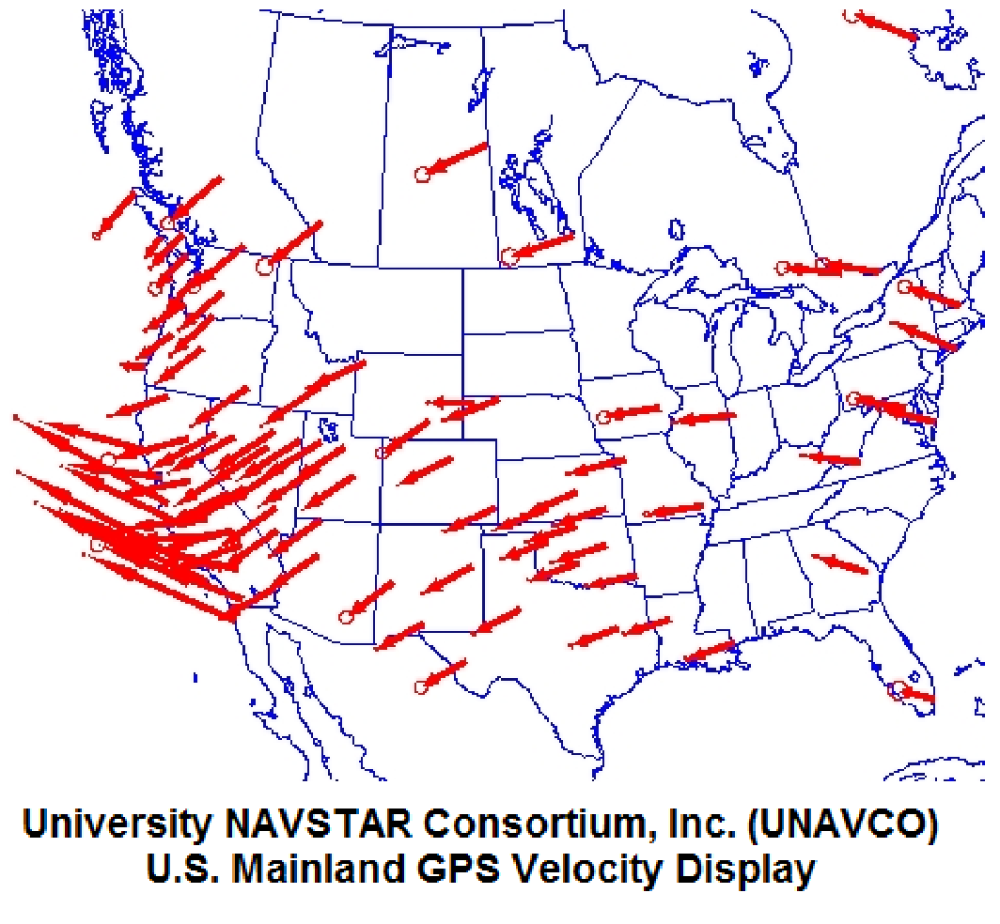 University NAVSTAR Consortium, Inc. (UNAVCO)
U.S. Mainland GPS Velocity Display